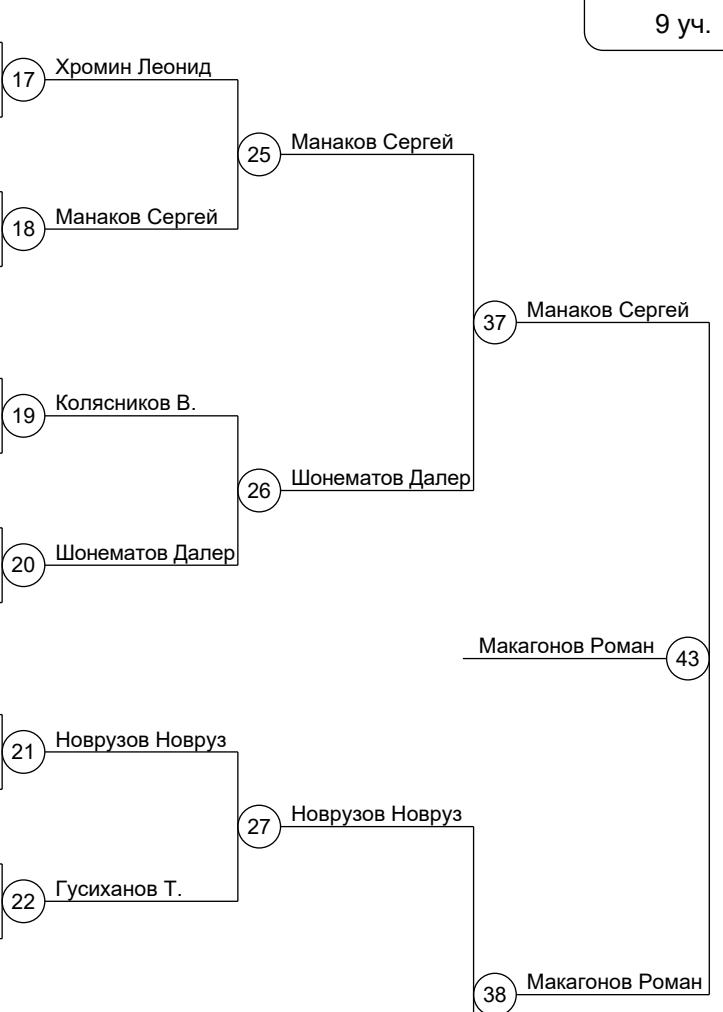 9 уч.
17 Хромин Леонид
25 Манаков Сергей
18 Манаков Сергей
37 Манаков Сергей
19 Колясников В.
26 Шонематов Далер
20 Шонематов Далер
Макагонов Роман 43
21 Новрузов Новруз
27 Новрузов Новруз
22 Гусиханов Т.
38 Макагонов Роман